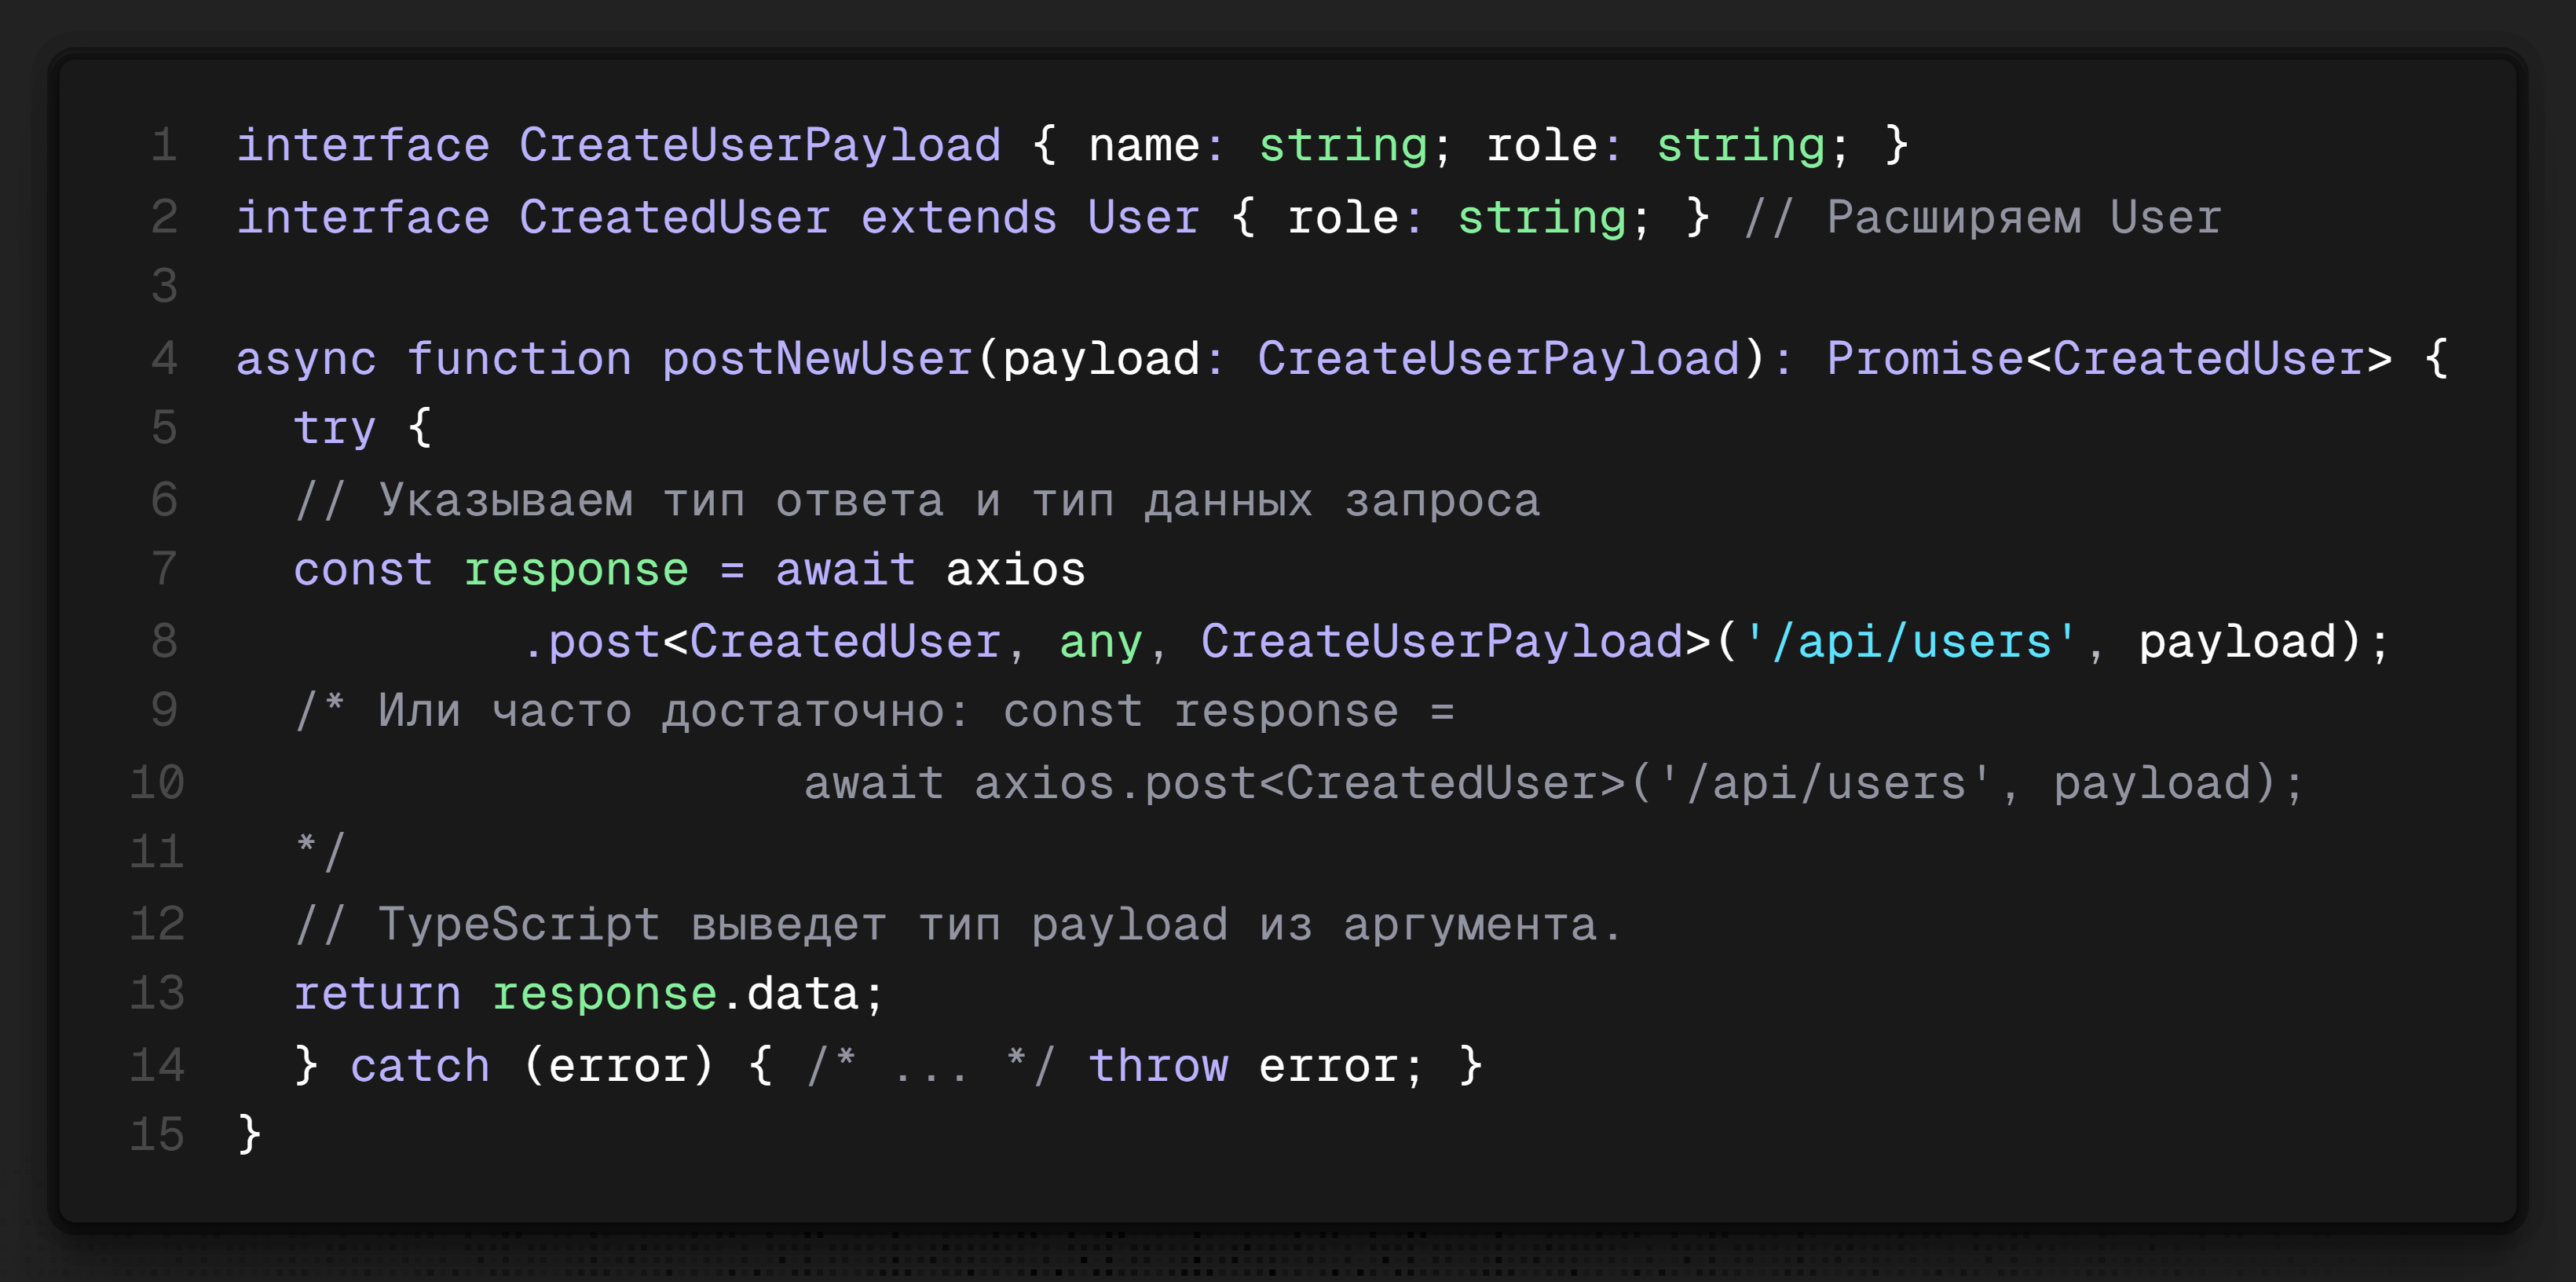 1 interface CreateUserPayload { name: string; role: string; }
2 interface CreatedUser extends User { role: string; } // Расширяем User
3
4 async function postNewUser(payload: CreateUserPayload): Promise<CreatedUser> {
5 try {
6 // Указываем тип ответа и тип данных запроса
7 const response = await axios
8 .post<CreatedUser, any, CreateUserPayload>('/api/users', payload);
9 /* Или часто достаточно: const response =
10 await axios.post<CreatedUser>('/api/users', payload);
11 */
12 // TypeScript выведет тип payload из аргумента.
13 return response.data;
14 } catch (error) { /* ... */ throw error; }
15 }